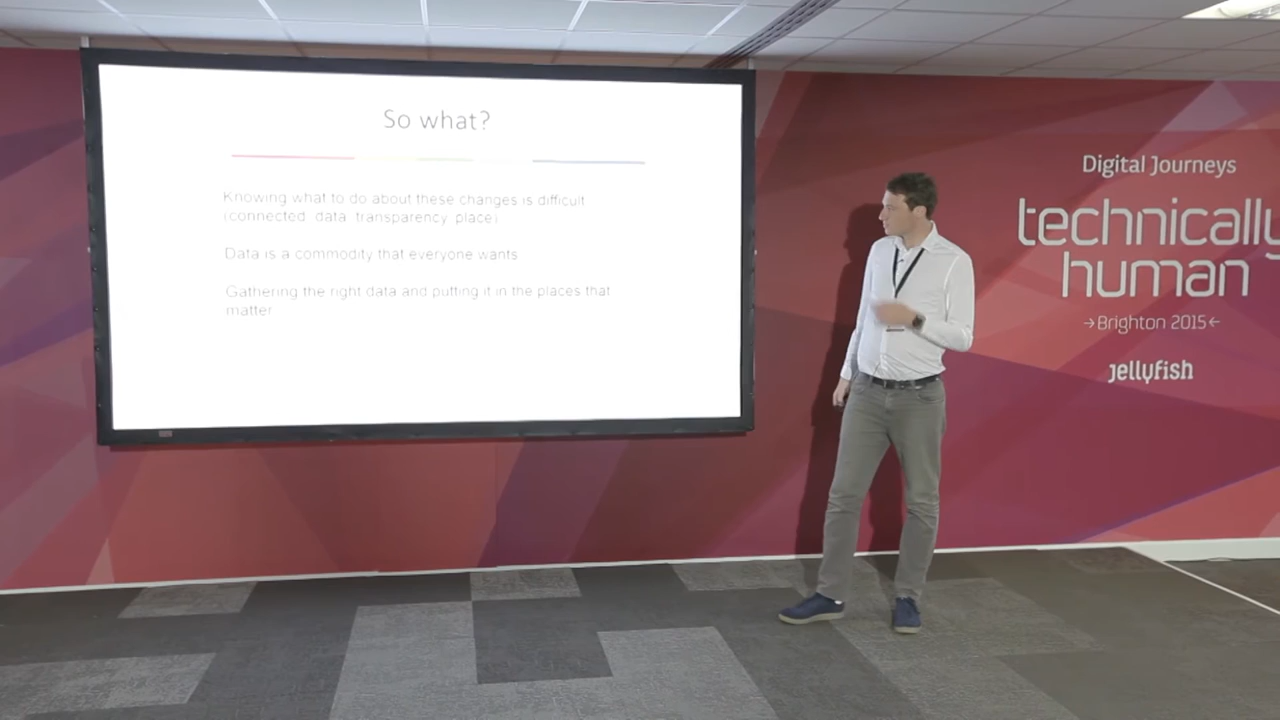 So what?
Knowing what to do about these changes is difficult
(connected data transparency place)
Data is a commodity that everyone wants
Gathering the right data and putting it in the places that
matter
Digital Journeys
technically
human
→Brighton 2015←
jellyfish